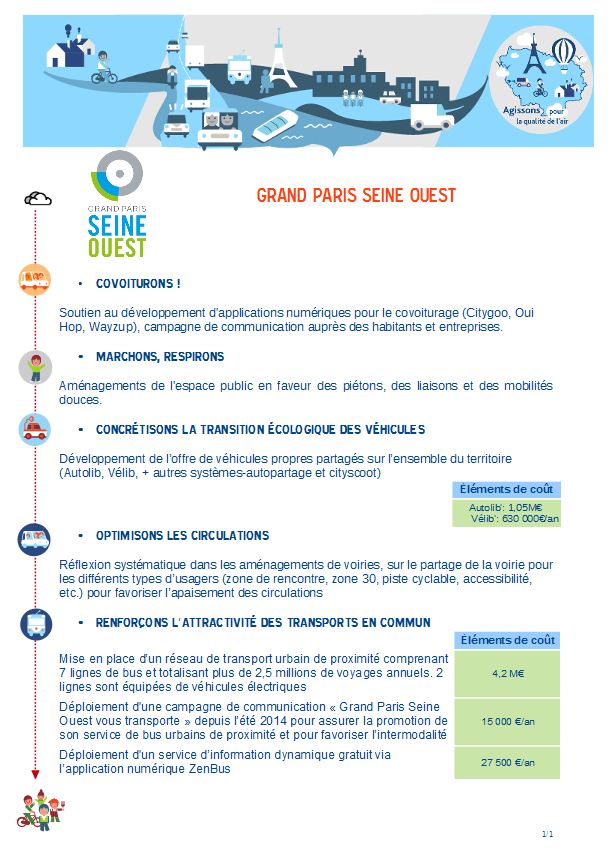 Agissons pour
la qualité de l'air
GRAND PARIS
SEINE
OUEST
GRAND PARIS SEINE OUEST
• COVOITURONS !
Soutien au développement d'applications numériques pour le covoiturage (Citygoo, Oui
Hop, Wayzup), campagne de communication auprès des habitants et entreprises.
• MARCHONS, RESPIRONS
Aménagements de l'espace public en faveur des piétons, des liaisons et des mobilités
douces.
• CONCRÉTISONS LA TRANSITION ÉCOLOGIQUE DES VÉHICULES
Développement de l'offre de véhicules propres partagés sur l'ensemble du territoire
(Autolib, Vélib, + autres systèmes-autopartage et cityscoot)
Éléments de coût
Autolib': 1,05M€
Vélib': 630 000€/an
• OPTIMISONS LES CIRCULATIONS
Réflexion systématique dans les aménagements de voiries, sur le partage de la voirie pour
les différents types d'usagers (zone de rencontre, zone 30, piste cyclable, accessibilité,
etc.) pour favoriser l'apaisement des circulations
• RENFORÇONS L'ATTRACTIVITÉ DES TRANSPORTS EN COMMUN
Éléments de coût
Mise en place d'un réseau de transport urbain de proximité comprenant
7 lignes de bus et totalisant plus de 2,5 millions de voyages annuels. 2
lignes sont équipées de véhicules électriques
4,2 M€
Déploiement d'une campagne de communication « Grand Paris Seine
Ouest vous transporte » depuis l'été 2014 pour assurer la promotion de
son service de bus urbains de proximité et pour favoriser l'intermodalité
15 000 €/an
Déploiement d'un service d'information dynamique gratuit via
l'application numérique ZenBus
27 500 €/an
1/1